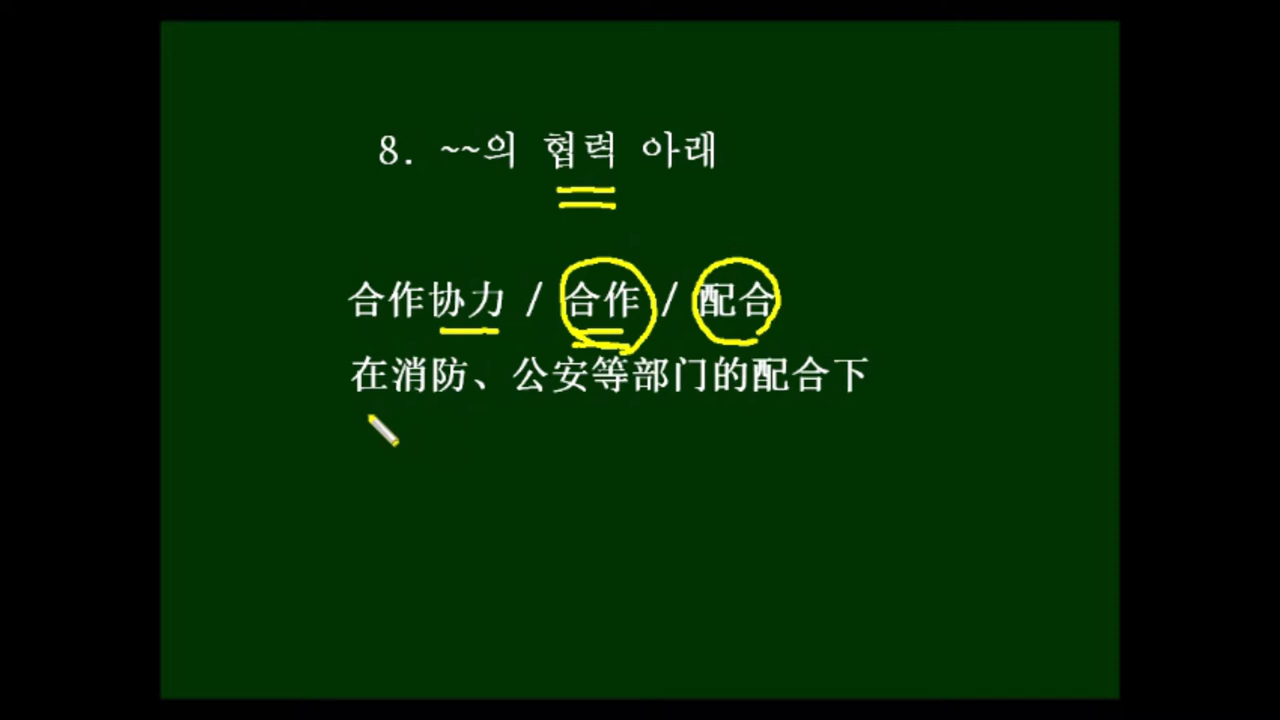 8. ~~의 협력 아래
合作协力 / 合作 / 配合
在消防、公安等部门的配合下